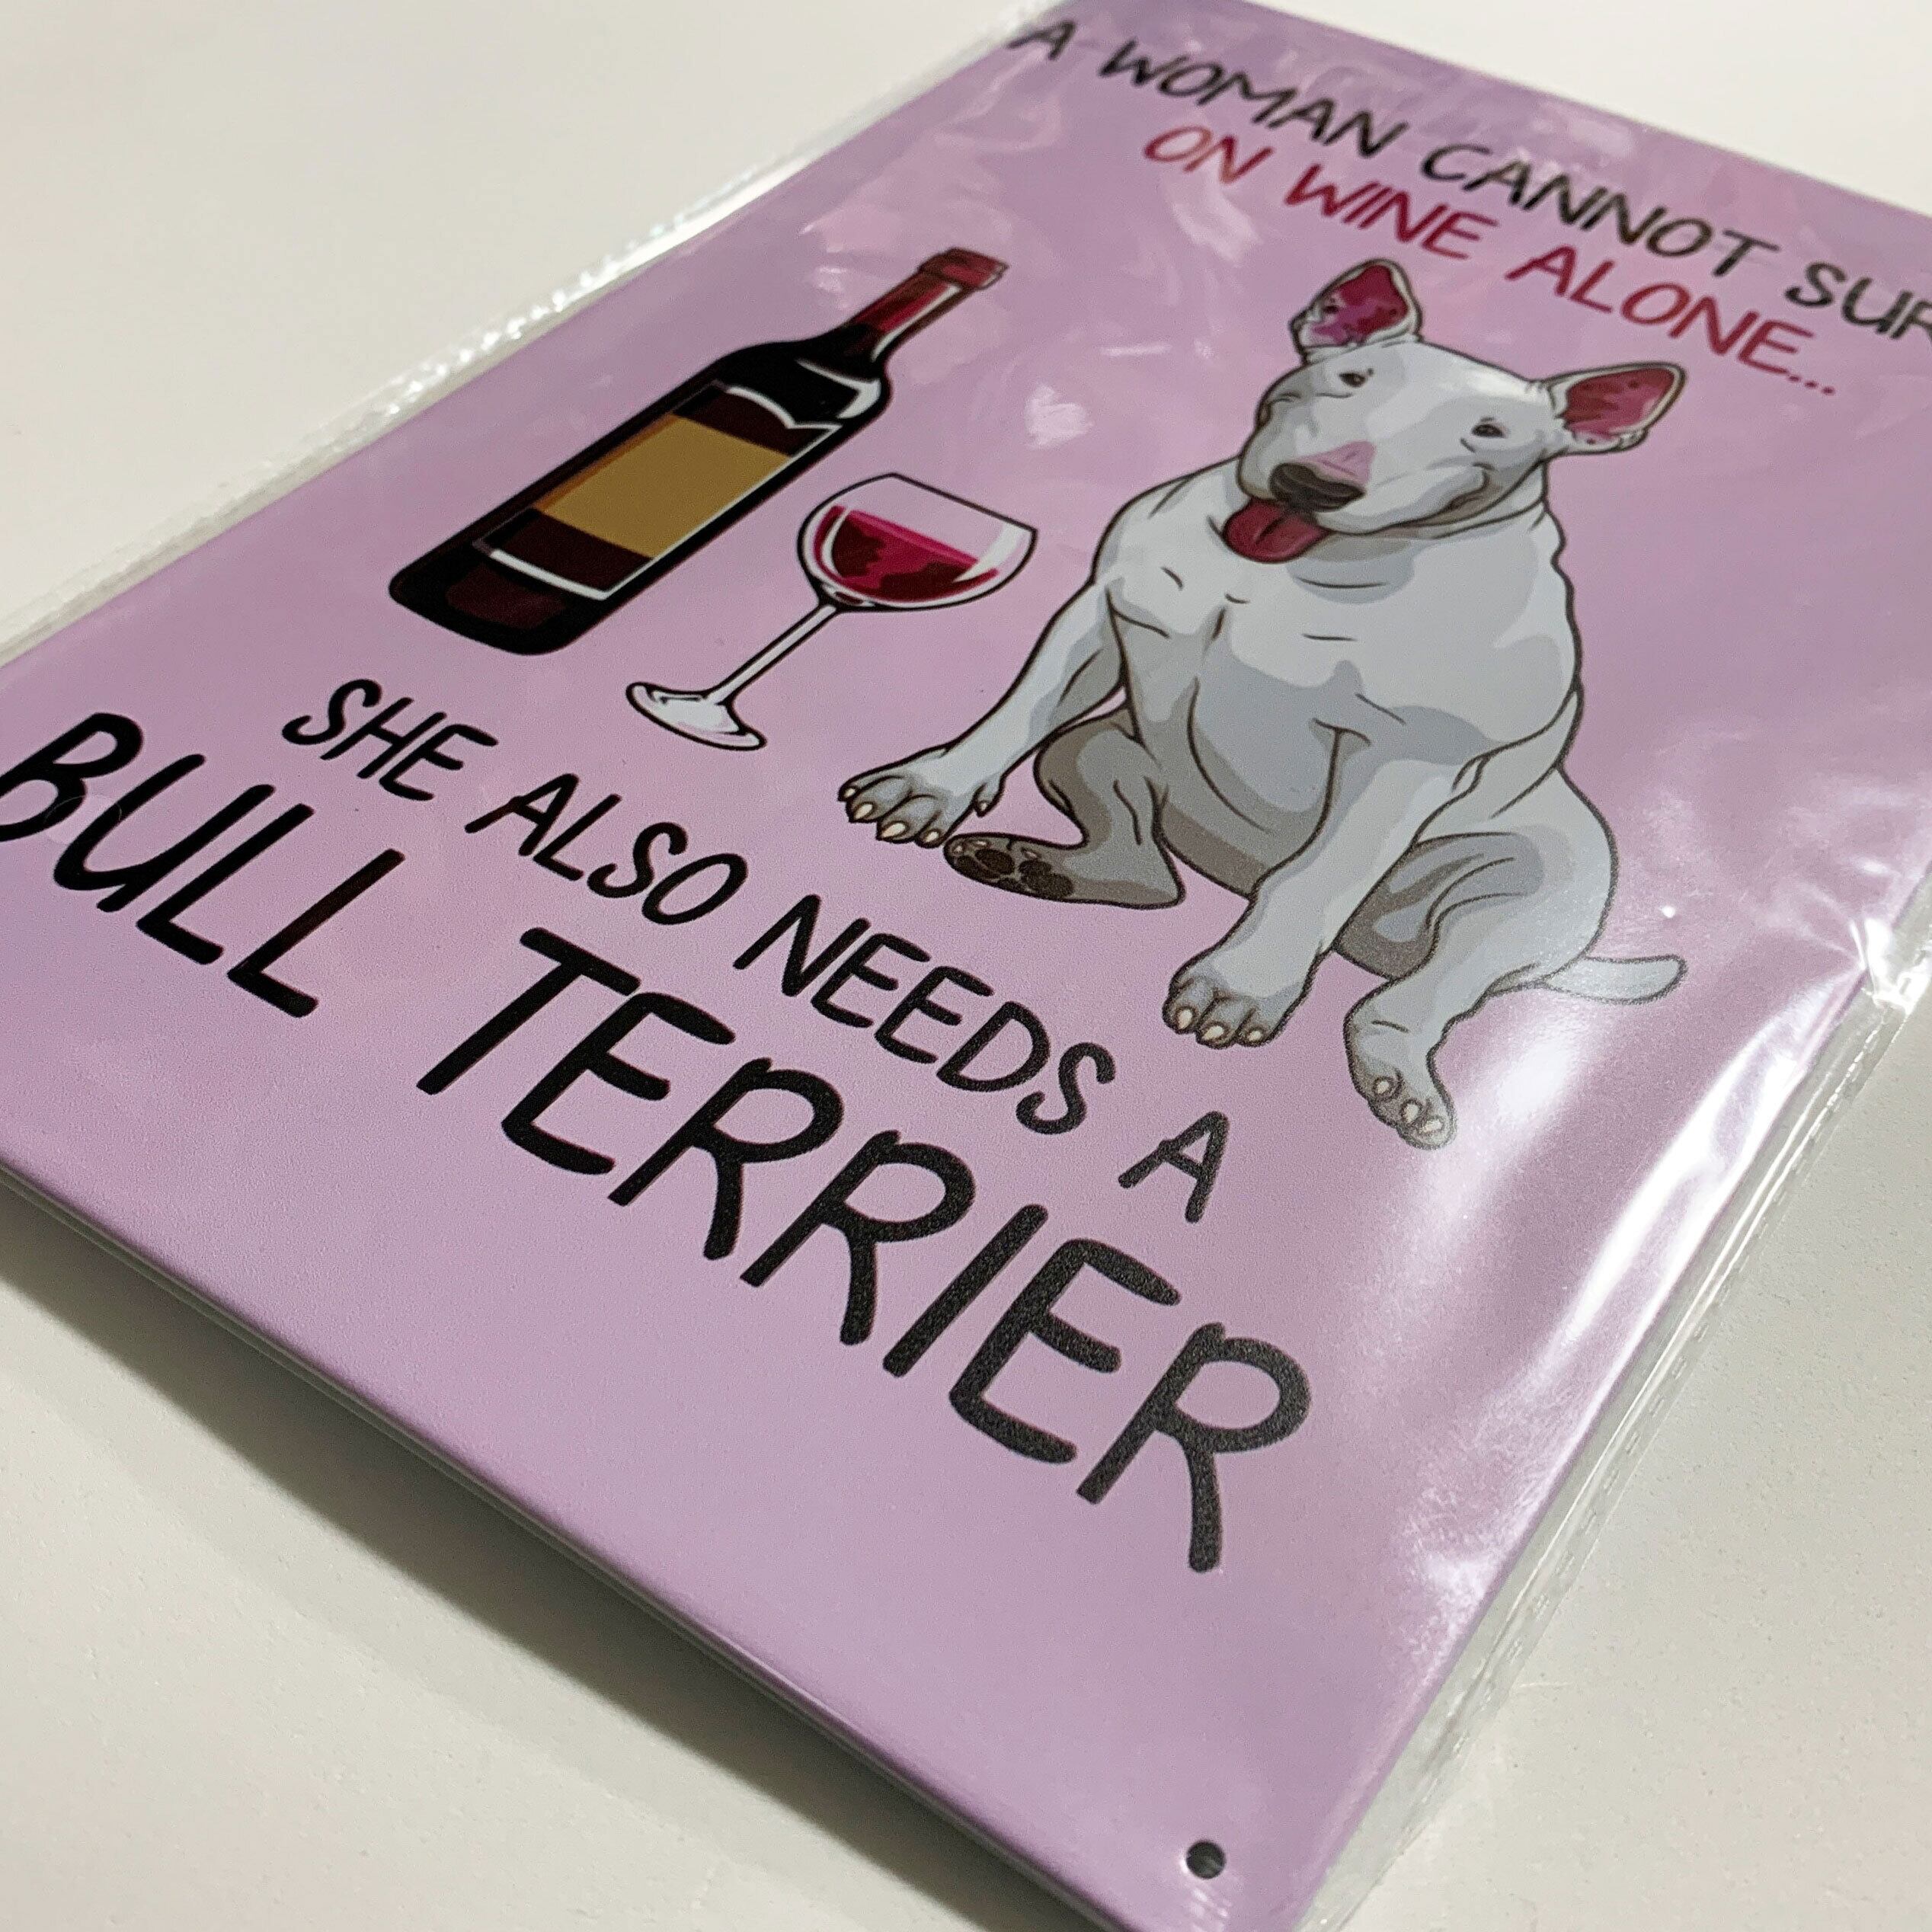 A WOMAN CANNOT SUR
ON WINE ALONE...
SHE ALSO NEEDS A
BULL TERRIER